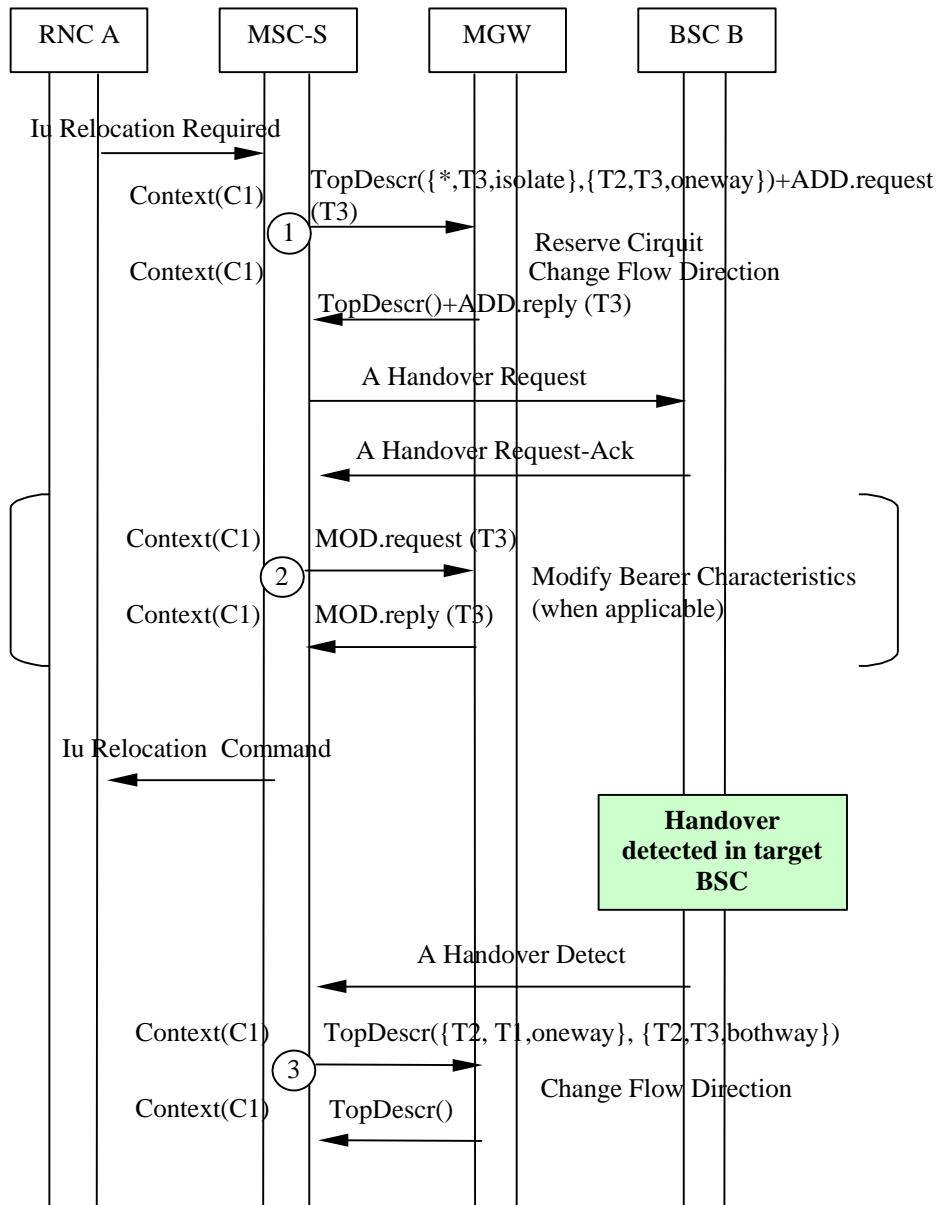 RNC A
MSC-S
MGW
BSC B
Iu Relocation Required
Context(C1)
TopDescr({*,T3,isolate},{T2,T3,oneway})+ADD.request
(T3)
1
Reserve Cirquit
Context(C1)
Change Flow Direction
TopDescr()+ADD.reply (T3)
A Handover Request
A Handover Request-Ack
Context(C1)
MOD.request (T3)
2
Modify Bearer Characteristics
(when applicable)
Context(C1)
MOD.reply (T3)
Iu Relocation Command
Handover
detected in target
BSC
A Handover Detect
Context(C1)
TopDescr({T2, T1,oneway}, {T2,T3,bothway})
3
Change Flow Direction
Context(C1)
TopDescr()